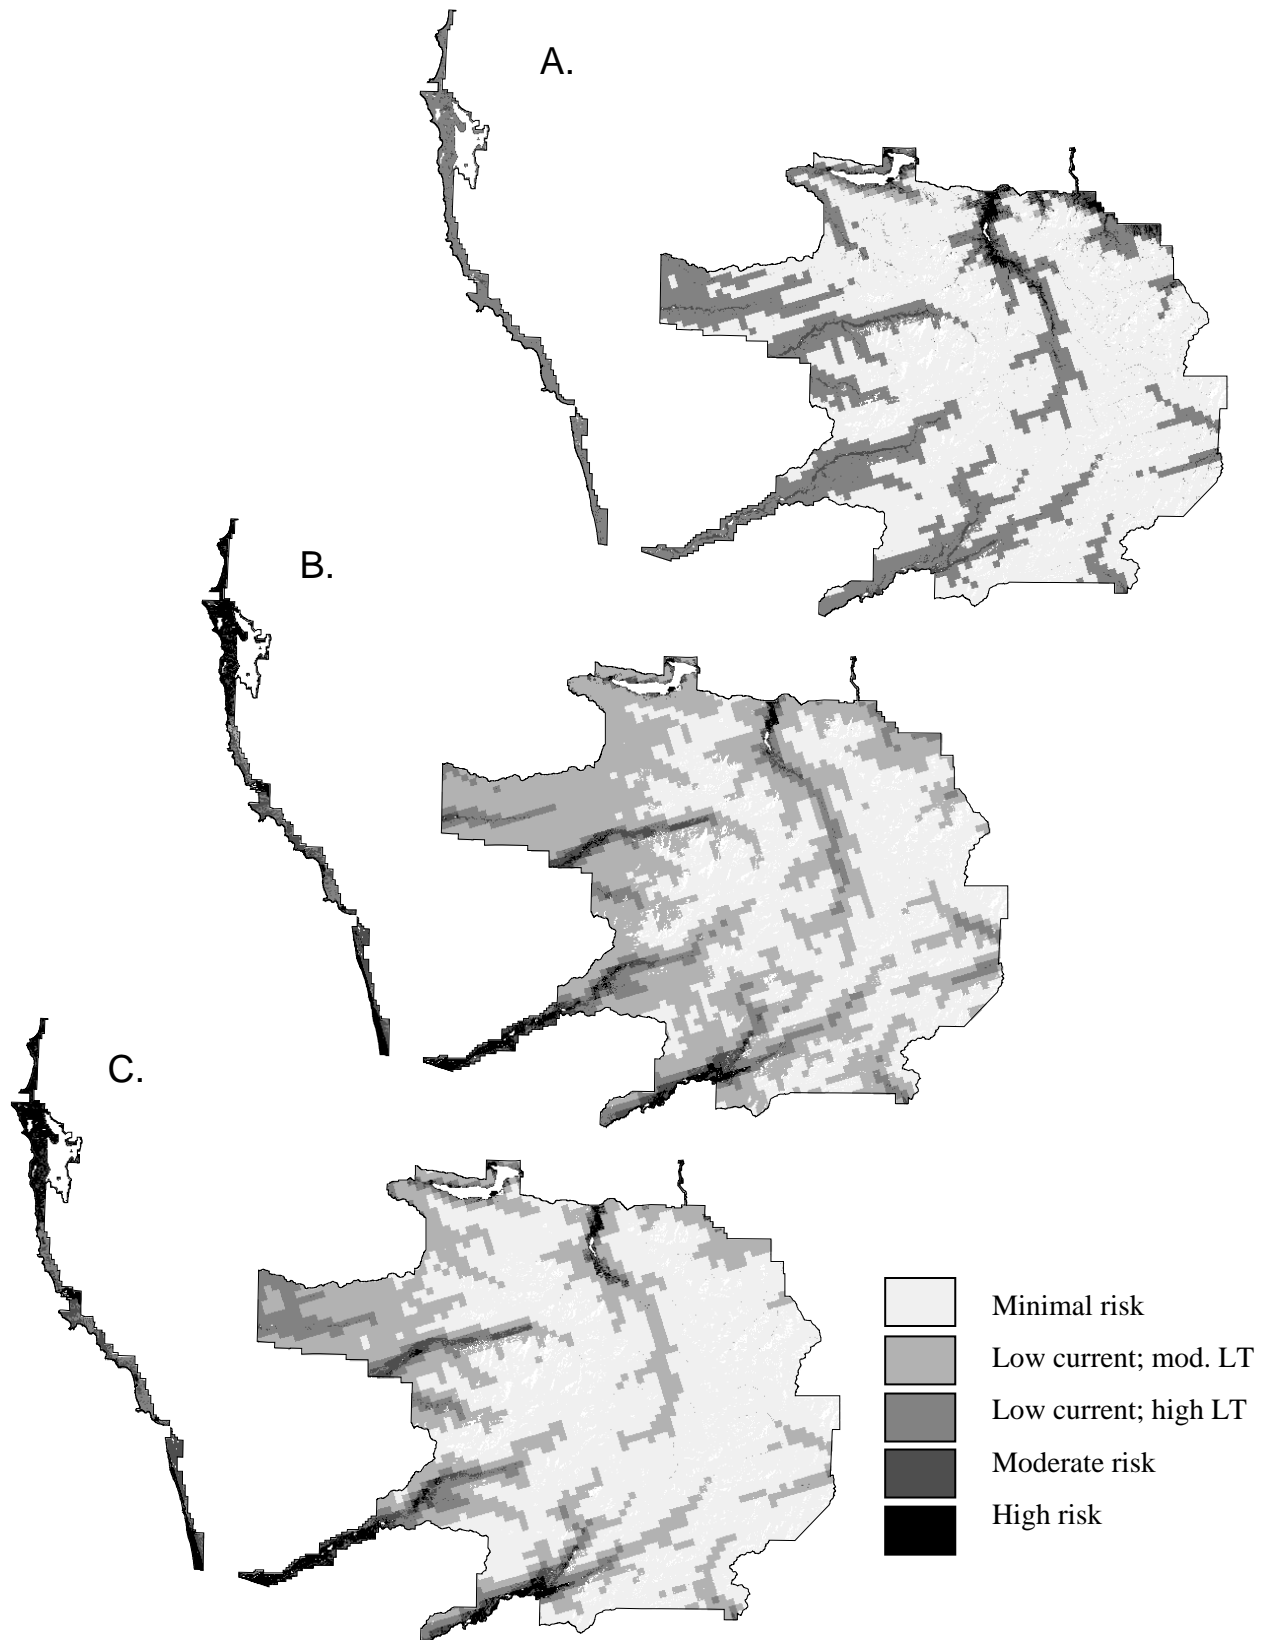 A.
B.
C.
Minimal risk
Low current; mod. LT
Low current; high LT
Moderate risk
High risk